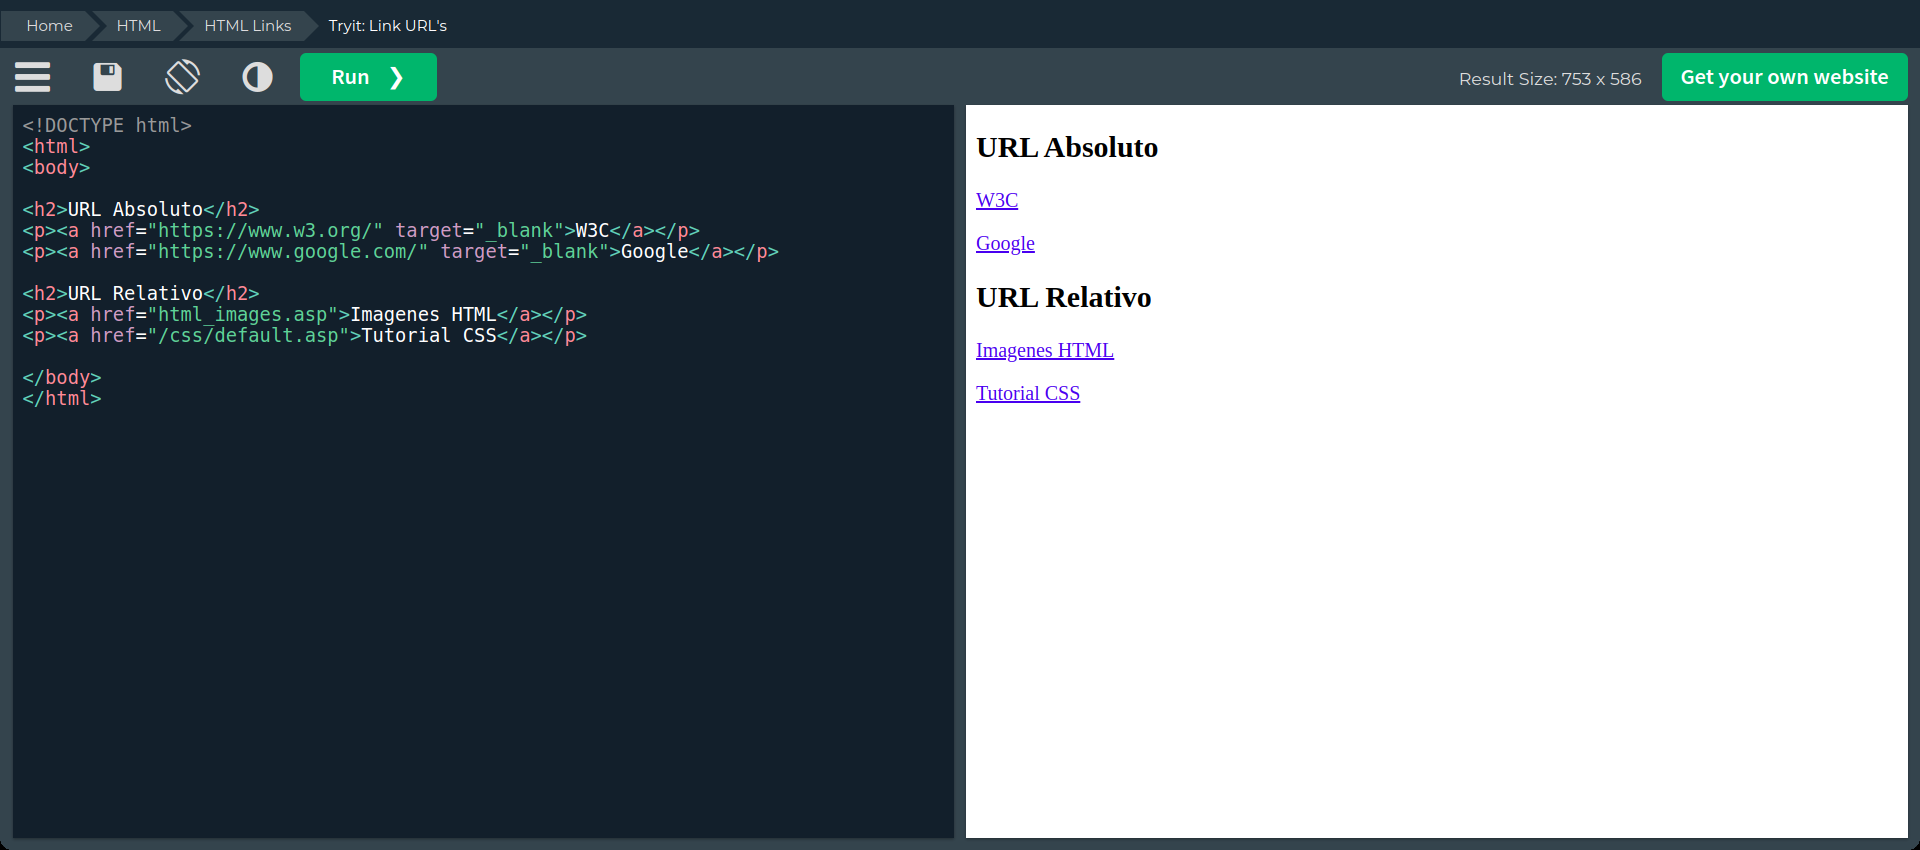 Home
HTML
HTML Links
Tryit: Link URL's
Run ❯
Result Size: 753 x 586
Get your own website
<!DOCTYPE html>
<html>
<body>
<h2>URL Absoluto</h2>
<p><a href="https://www.w3.org/" target="_blank">W3C</a></p>
<p><a href="https://www.google.com/" target="_blank">Google</a></p>
<h2>URL Relativo</h2>
<p><a href="html_images.asp">Imagenes HTML</a></p>
<p><a href="/css/default.asp">Tutorial CSS</a></p>
</body>
</html>
URL Absoluto
W3C
Google
URL Relativo
Imagenes HTML
Tutorial CSS